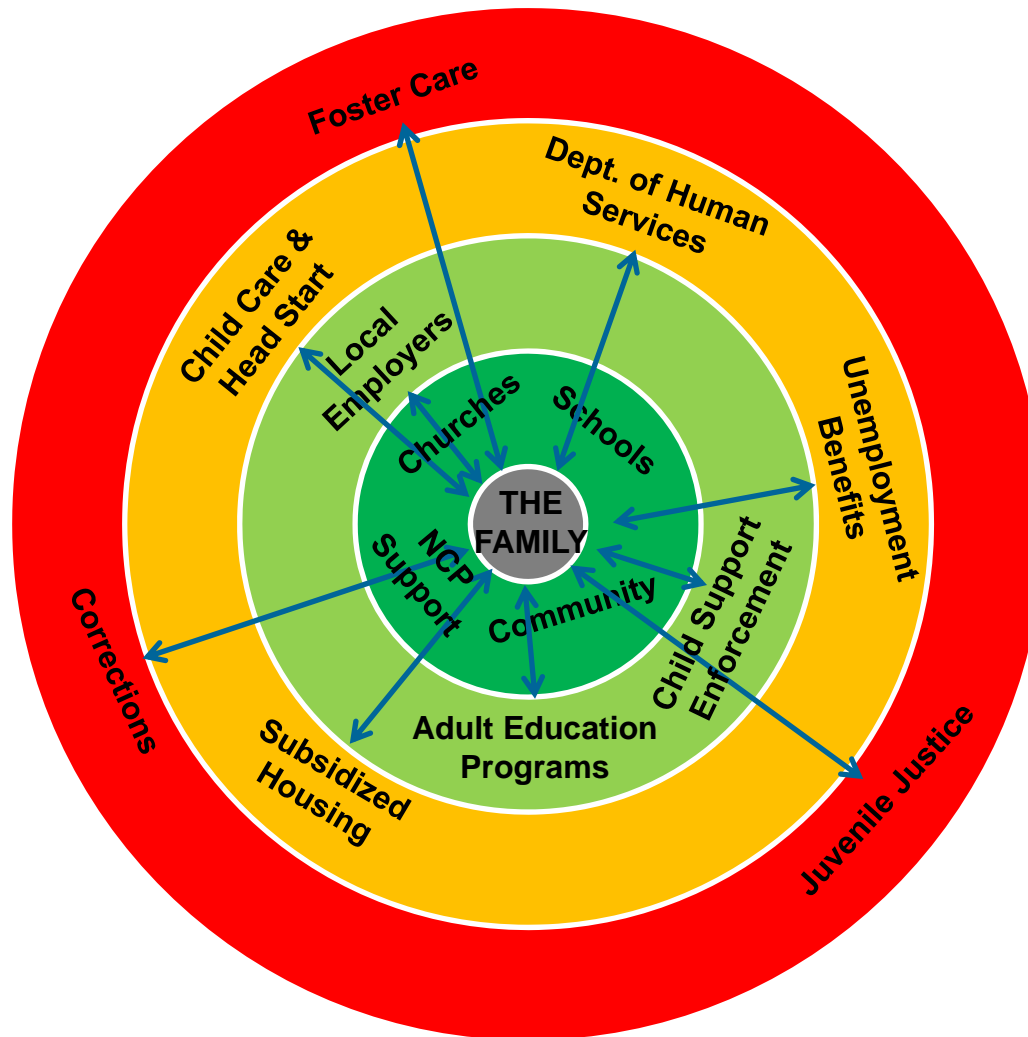 Foster Care
Dept. of Human
Services
Child Care &
Head Start
Local
Employers
Churches
Schools
Unemployment
Benefits
THE
FAMILY
NCP
Support
Community
Child Support
Enforcement
Corrections
Adult Education
Programs
Subsidized
Housing
Juvenile Justice